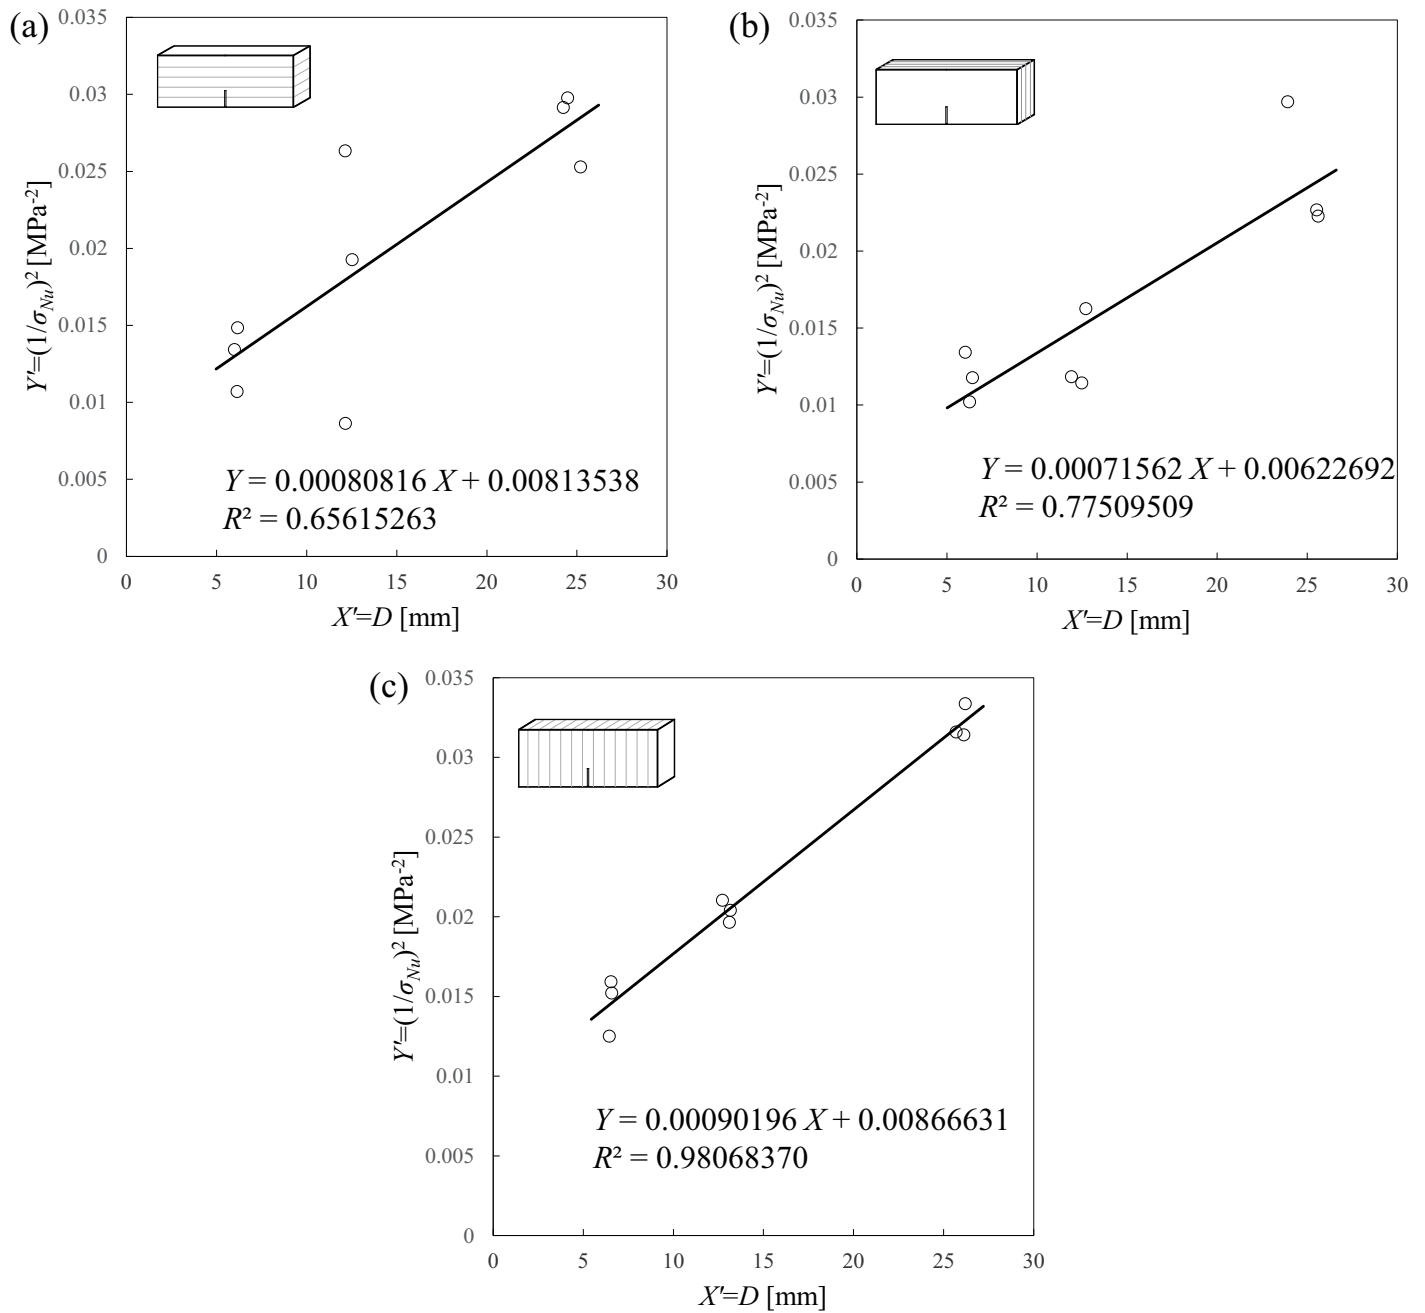 (a)
0.035
0.03
0.025
0.02
0.015
0.01
0.005
0
Y'=(1/σ_Nu)² [MPa⁻²]
Y = 0.00080816 X + 0.00813538
R² = 0.65615263
0 5 10 15 20 25 30
X'=D [mm]
(b)
0.035
0.03
0.025
0.02
0.015
0.01
0.005
0
Y'=(1/σ_Nu)² [MPa⁻²]
Y = 0.00071562 X + 0.00622692
R² = 0.77509509
0 5 10 15 20 25 30
X'=D [mm]
(c)
0.035
0.03
0.025
0.02
0.015
0.01
0.005
0
Y'=(1/σ_Nu)² [MPa⁻²]
Y = 0.00090196 X + 0.00866631
R² = 0.98068370
0 5 10 15 20 25 30
X'=D [mm]